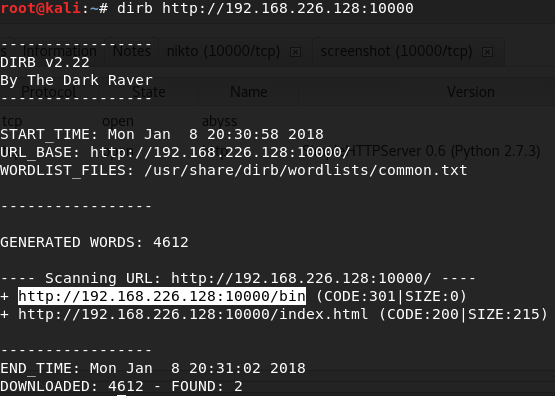 root@kali:~# dirb http://192.168.226.128:10000
-----------------
Information nikto (10000/tcp) screenshot (10000/tcp)
DIRB v2.22
By The Dark Raver
Protocol State Name Version
-----------------
tcp open abyss
START_TIME: Mon Jan  8 20:30:58 2018
URL_BASE: http://192.168.226.128:10000/
HTTPServer 0.6 (Python 2.7.3)
WORDLIST_FILES: /usr/share/dirb/wordlists/common.txt
-----------------
GENERATED WORDS: 4612
---- Scanning URL: http://192.168.226.128:10000/ ----
+ http://192.168.226.128:10000/bin (CODE:301|SIZE:0)
+ http://192.168.226.128:10000/index.html (CODE:200|SIZE:215)
-----------------
END_TIME: Mon Jan  8 20:31:02 2018
DOWNLOADED: 4612 - FOUND: 2